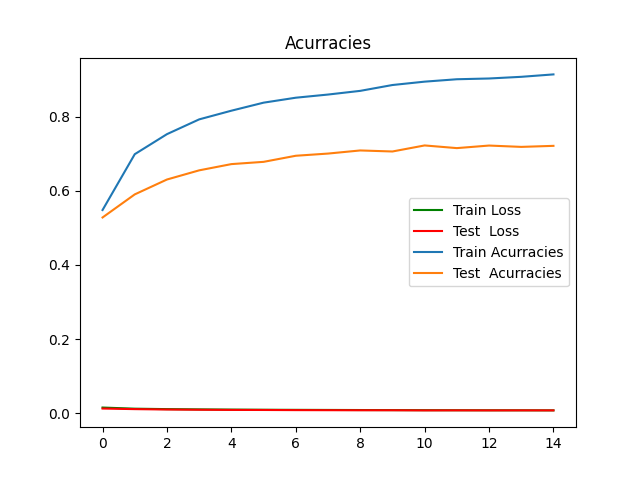 Acurracies
0.8
0.6
0.4
0.2
0.0
Train Loss
Test  Loss
Train Acurracies
Test  Acurracies
0 2 4 6 8 10 12 14